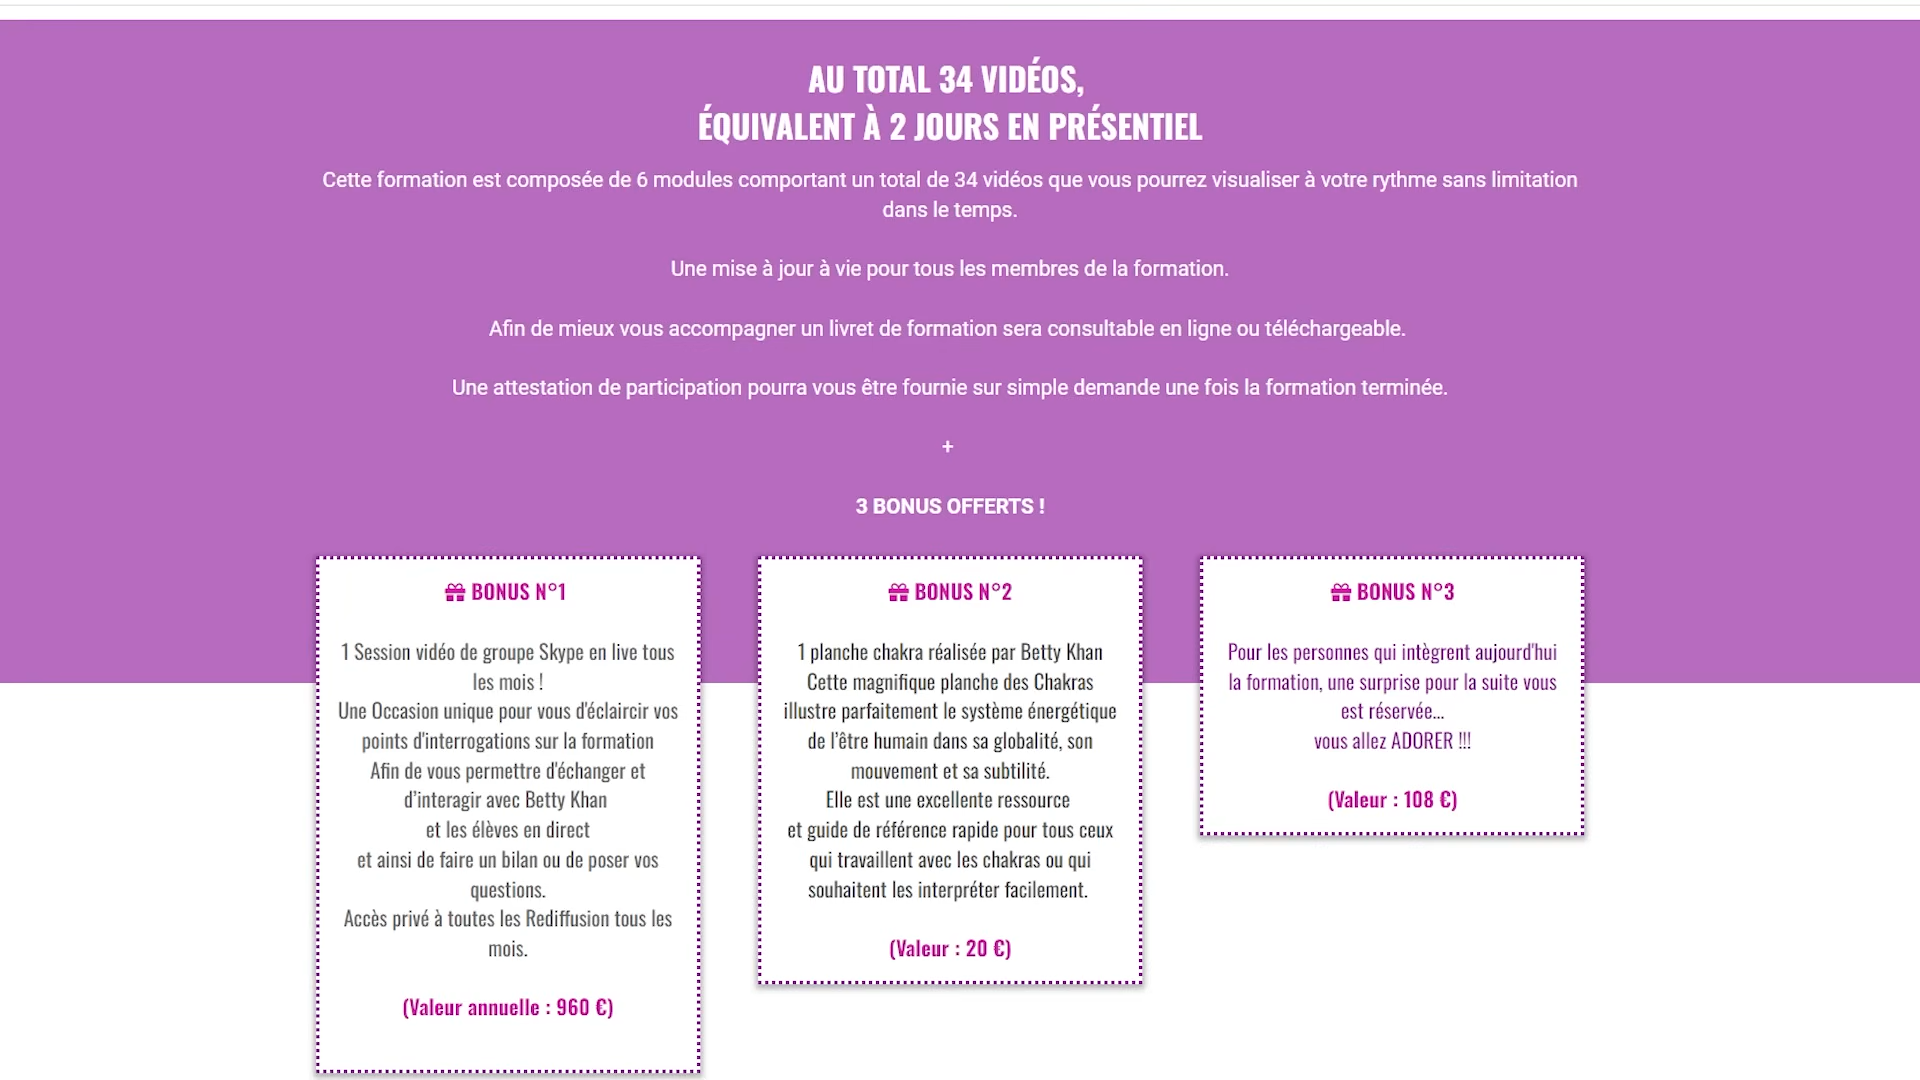 AU TOTAL 34 VIDÉOS,
ÉQUIVALENT À 2 JOURS EN PRÉSENTIEL
Cette formation est composée de 6 modules comportant un total de 34 vidéos que vous pourrez visualiser à votre rythme sans limitation
dans le temps.
Une mise à jour à vie pour tous les membres de la formation.
Afin de mieux vous accompagner un livret de formation sera consultable en ligne ou téléchargeable.
Une attestation de participation pourra vous être fournie sur simple demande une fois la formation terminée.
+
3 BONUS OFFERTS !
BONUS N°1
1 Session vidéo de groupe Skype en live tous
les mois !
Une Occasion unique pour vous d'éclaircir vos
points d'interrogations sur la formation
Afin de vous permettre d'échanger et
d’interagir avec Betty Khan
et les élèves en direct
et ainsi de faire un bilan ou de poser vos
questions.
Accès privé à toutes les Rediffusion tous les
mois.
(Valeur annuelle : 960 €)
BONUS N°2
1 planche chakra réalisée par Betty Khan
Cette magnifique planche des Chakras
illustre parfaitement le système énergétique
de l’être humain dans sa globalité, son
mouvement et sa subtilité.
Elle est une excellente ressource
et guide de référence rapide pour tous ceux
qui travaillent avec les chakras ou qui
souhaitent les interpréter facilement.
(Valeur : 20 €)
BONUS N°3
Pour les personnes qui intègrent aujourd'hui
la formation, une surprise pour la suite vous
est réservée...
vous allez ADORER !!!
(Valeur : 108 €)